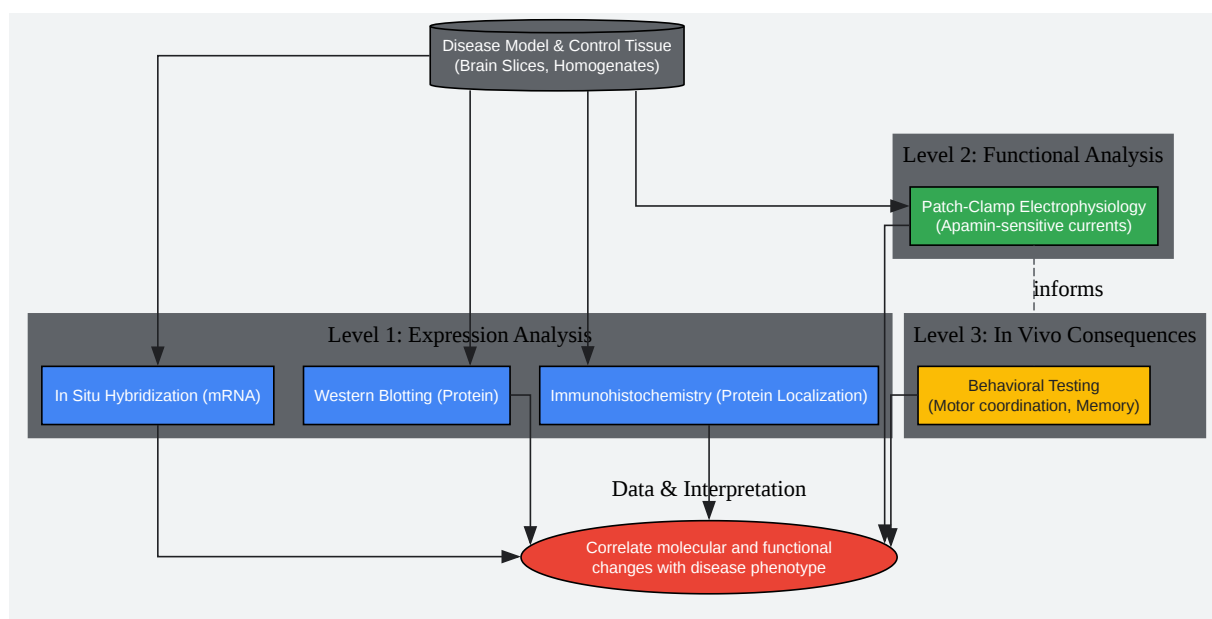 Disease Model & Control Tissue
(Brain Slices, Homogenates)
Level 2: Functional Analysis
Patch-Clamp Electrophysiology
(Apamin-sensitive currents)
informs
Level 1: Expression Analysis
In Situ Hybridization (mRNA)
Western Blotting (Protein)
Immunohistochemistry (Protein Localization)
Level 3: In Vivo Consequences
Behavioral Testing
(Motor coordination, Memory)
Data & Interpretation
Correlate molecular and functional
changes with disease phenotype